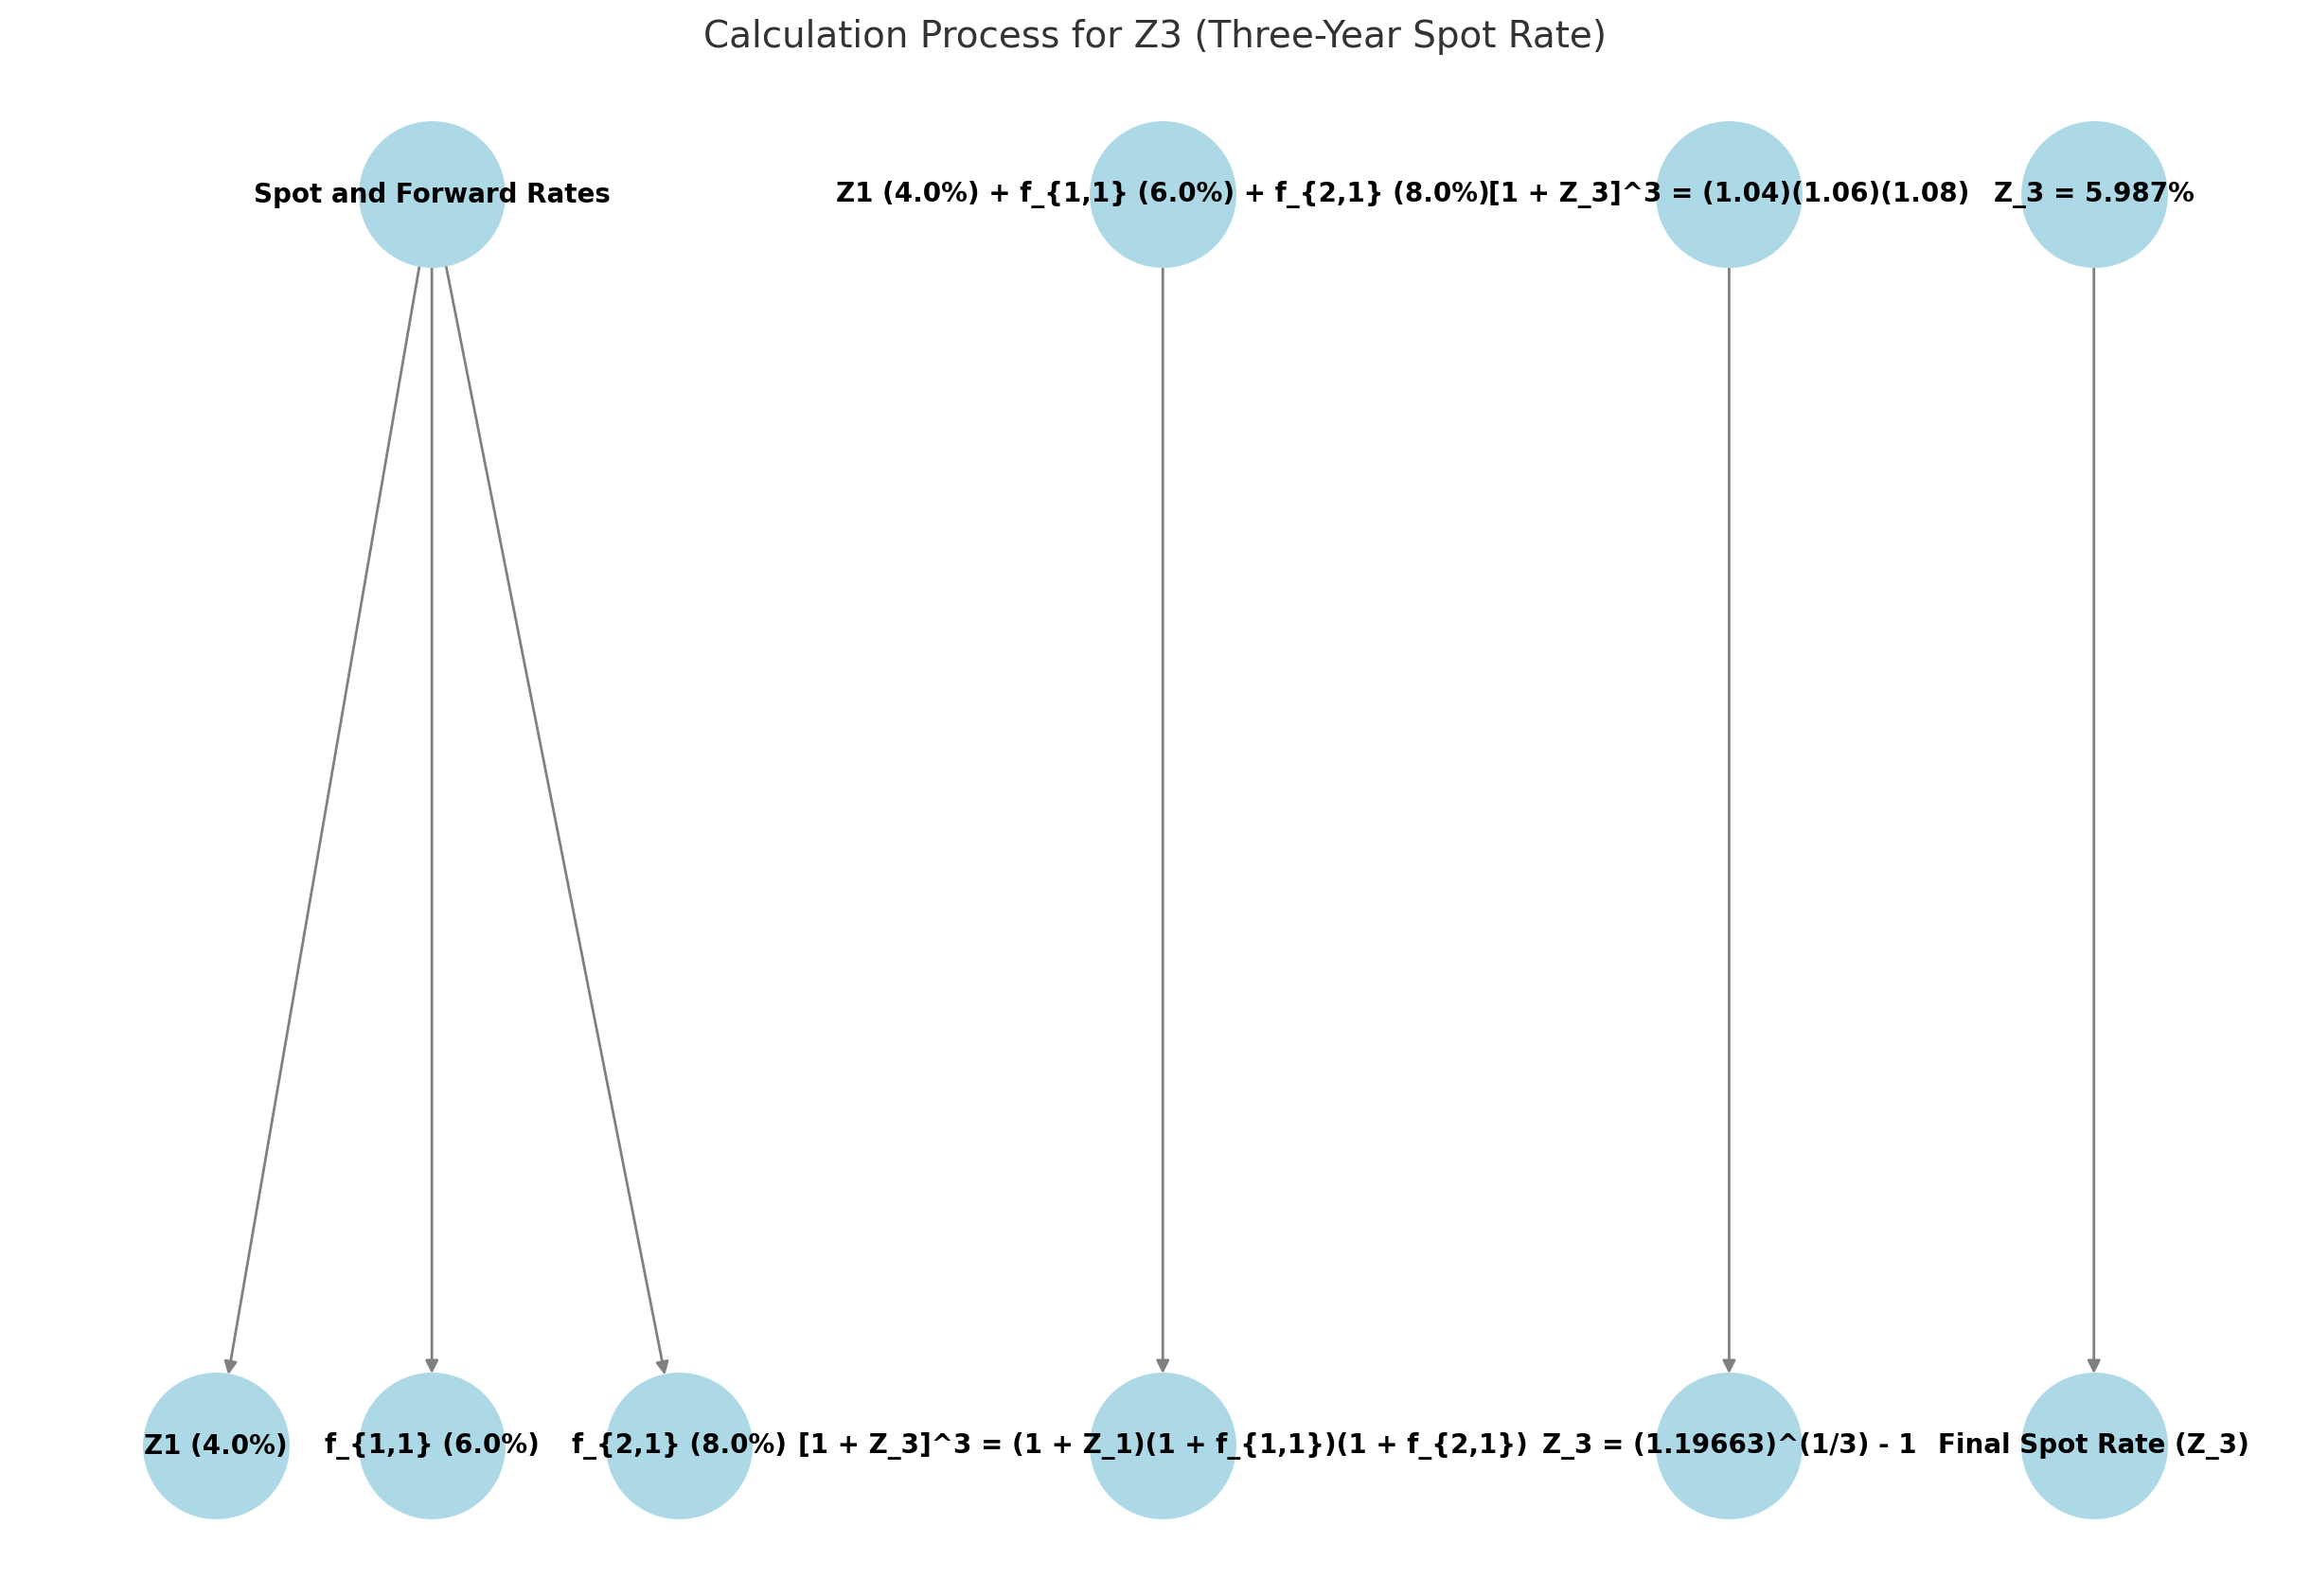 Calculation Process for Z3 (Three-Year Spot Rate)
Spot and Forward Rates
Z1 (4.0%) + f_{1,1} (6.0%) + f_{2,1} (8.0%)
[1 + Z_3]^3 = (1.04)(1.06)(1.08)
Z_3 = 5.987%
Z1 (4.0%)
f_{1,1} (6.0%)
f_{2,1} (8.0%)
[1 + Z_3]^3 = (1 + Z_1)(1 + f_{1,1})(1 + f_{2,1})
Z_3 = (1.19663)^(1/3) - 1
Final Spot Rate (Z_3)